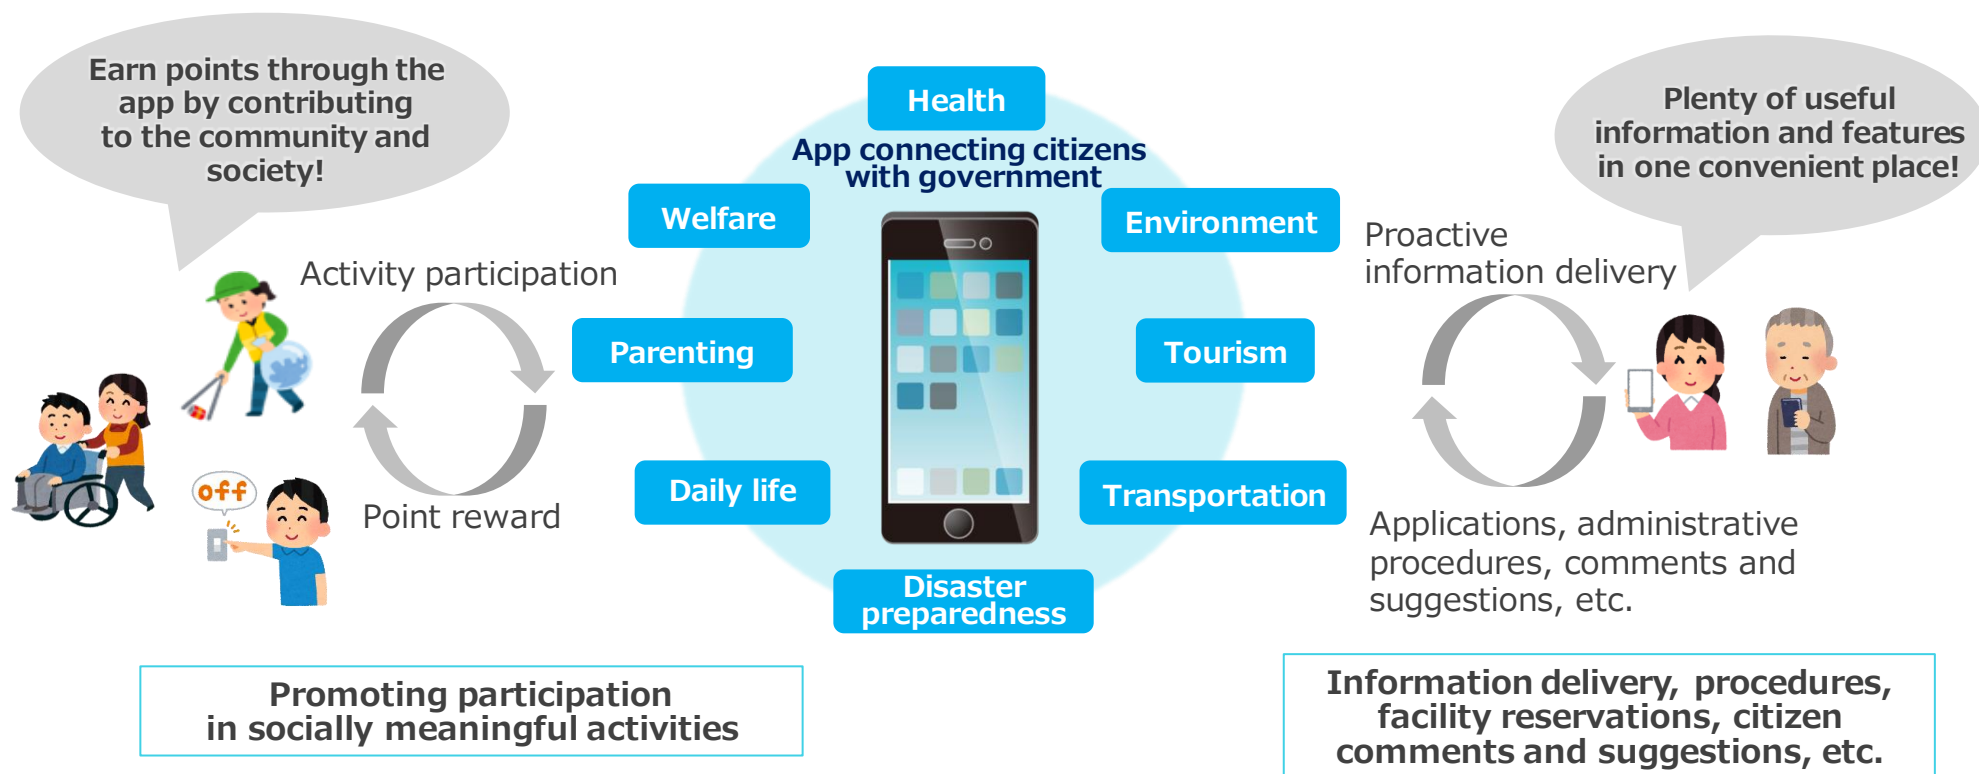 Earn points through the
app by contributing
to the community and
society!
Health
App connecting citizens
with government
Plenty of useful
information and features
in one convenient place!
Welfare
Environment
Activity participation
Proactive
information delivery
Parenting
Tourism
off
Point reward
Daily life
Transportation
Applications, administrative
procedures, comments and
suggestions, etc.
Disaster
preparedness
Promoting participation
in socially meaningful activities
Information delivery, procedures,
facility reservations, citizen
comments and suggestions, etc.